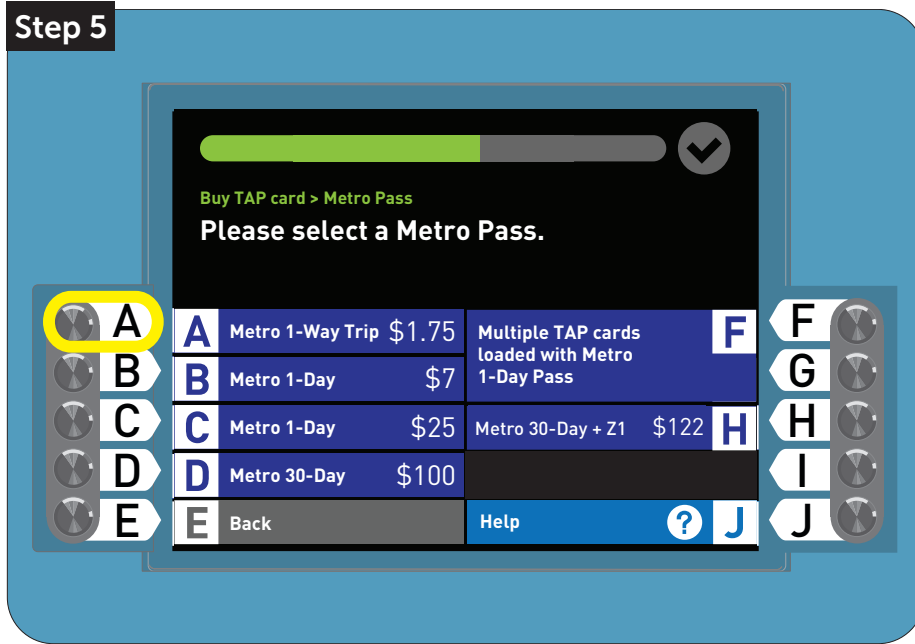 Step 5
Buy TAP card > Metro Pass
Please select a Metro Pass.
A
B
C
D
E
A Metro 1-Way Trip $1.75
B Metro 1-Day $7
C Metro 1-Day $25
D Metro 30-Day $100
E Back
Multiple TAP cards
loaded with Metro
1-Day Pass
F
Metro 30-Day + Z1 $122 H
Help ? J
F
G
H
I
J